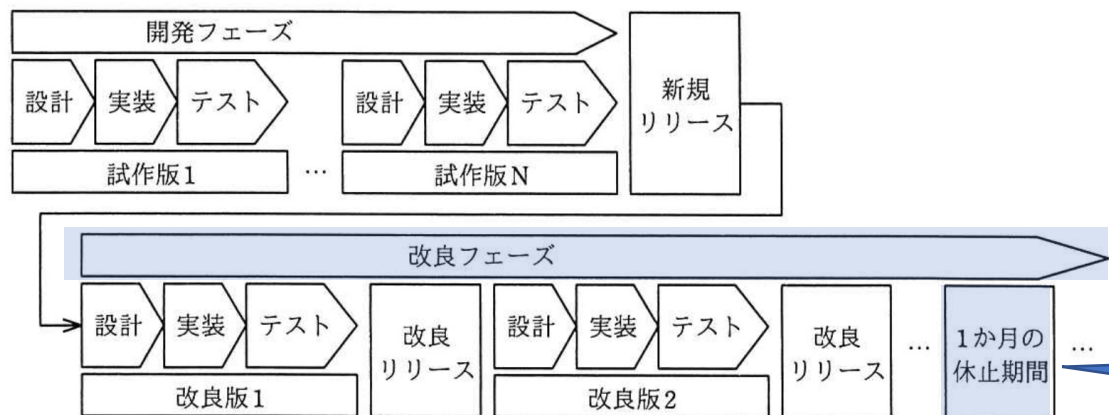 開発フェーズ
設計 実装 テスト 設計 実装 テスト
新規
リリース
試作版1 … 試作版N
改良フェーズ
設計 実装 テスト
改良
リリース
設計 実装 テスト
改良
リリース
…
1か月の
休止期間
…
改良版1 改良版2